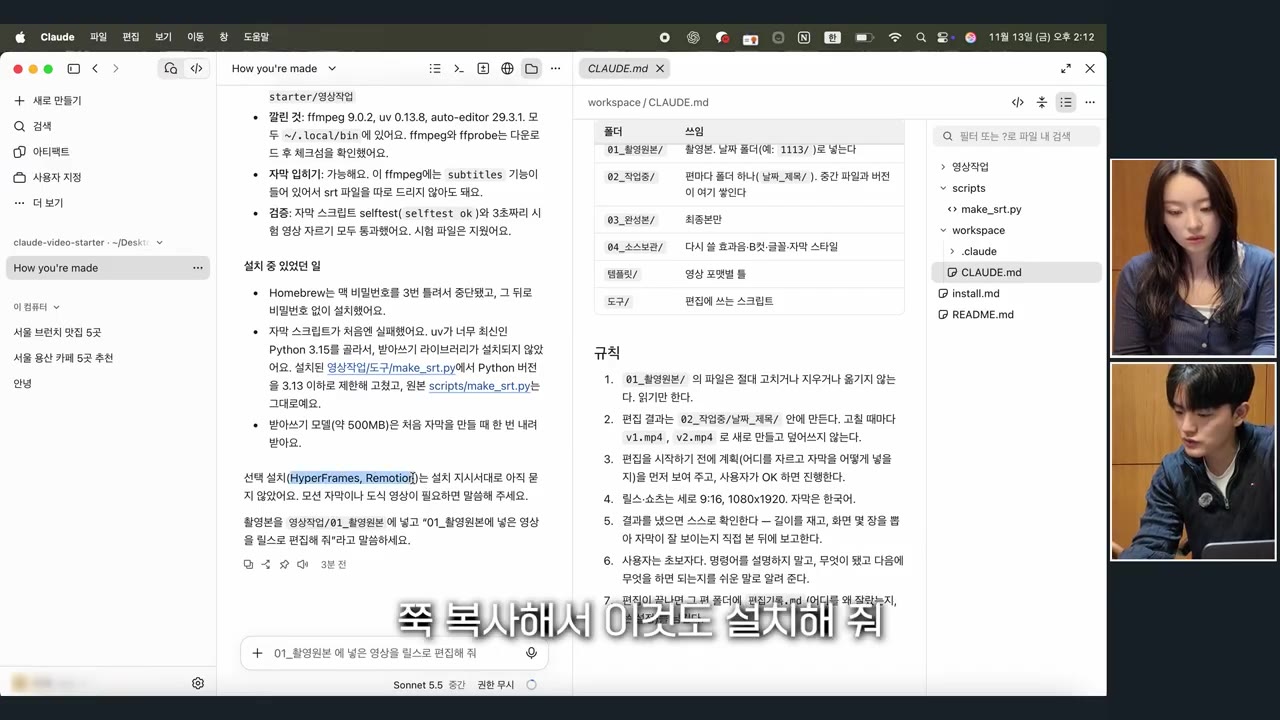 Claude 파일 편집 보기 이동 창 도움말
한
11월 13일 (금) 오후 2:12
새로 만들기
검색
아티팩트
사용자 지정
더 보기
claude-video-starter · ~/Deskt
How you're made
이 컴퓨터
서울 브런치 맛집 5곳
서울 용산 카페 5곳 추천
안녕
How you're made
starter/영상작업
• 깔린 것: ffmpeg 9.0.2, uv 0.13.8, auto-editor 29.3.1. 모
두 ~/.local/bin 에 있어요. ffmpeg와 ffprobe는 다운로
드 후 체크섬을 확인했어요.
• 자막 입히기: 가능해요. 이 ffmpeg에는 subtitles 기능이
들어 있어서 srt 파일을 따로 드리지 않아도 돼요.
• 검증: 자막 스크립트 selftest( selftest ok )와 3초짜리 시
험 영상 자르기 모두 통과했어요. 시험 파일은 지웠어요.
설치 중 있었던 일
• Homebrew는 맥 비밀번호를 3번 틀려서 중단됐고, 그 뒤로
비밀번호 없이 설치했어요.
• 자막 스크립트가 처음엔 실패했어요. uv가 너무 최신인
Python 3.15를 골라서, 받아쓰기 라이브러리가 설치되지 않았
어요. 설치된 영상작업/도구/make_srt.py에서 Python 버전
을 3.13 이하로 제한해 고쳤고, 원본 scripts/make_srt.py는
그대로예요.
• 받아쓰기 모델(약 500MB)은 처음 자막을 만들 때 한 번 내려
받아요.
선택 설치(HyperFrames, Remotion)는 설치 지시서대로 아직 묻
지 않았어요. 모션 자막이나 도식 영상이 필요하면 말씀해 주세요.
촬영본을 영상작업/01_촬영원본 에 넣고 “01_촬영원본에 넣은 영상
을 릴스로 편집해 줘”라고 말씀하세요.
3분 전
01_촬영원본 에 넣은 영상을 릴스로 편집해 줘
Sonnet 5.5 중간 권한 무시
CLAUDE.md
workspace / CLAUDE.md
폴더 쓰임
01_촬영원본/ 촬영본. 날짜 폴더(예: 1113/ )로 넣는다
02_작업중/ 편마다 폴더 하나( 날짜_제목/ ). 중간 파일과 버전
이 여기 쌓인다
03_완성본/ 최종본만
04_소스보관/ 다시 쓸 효과음·B컷·글꼴·자막 스타일
템플릿/ 영상 포맷별 틀
도구/ 편집에 쓰는 스크립트
규칙
1. 01_촬영원본/ 의 파일은 절대 고치거나 지우거나 옮기지 않는
다. 읽기만 한다.
2. 편집 결과는 02_작업중/날짜_제목/ 안에 만든다. 고칠 때마다
v1.mp4 , v2.mp4 로 새로 만들고 덮어쓰지 않는다.
3. 편집을 시작하기 전에 계획(어디를 자르고 자막을 어떻게 넣을
지)을 먼저 보여 주고, 사용자가 OK 하면 진행한다.
4. 릴스·쇼츠는 세로 9:16, 1080x1920. 자막은 한국어.
5. 결과를 냈으면 스스로 확인한다 — 길이를 재고, 화면 몇 장을 뽑
아 자막이 잘 보이는지 직접 본 뒤에 보고한다.
6. 사용자는 초보자다. 명령어를 설명하지 말고, 무엇이 됐고 다음에
무엇을 하면 되는지를 쉬운 말로 알려 준다.
7. 편집이 끝나면 그 편 폴더에 편집기록.md (어디를 왜 잘랐는지,
필터 또는 ?로 파일 내 검색
영상작업
scripts
make_srt.py
workspace
.claude
CLAUDE.md
install.md
README.md
쭉 복사해서 이것도 설치해 줘